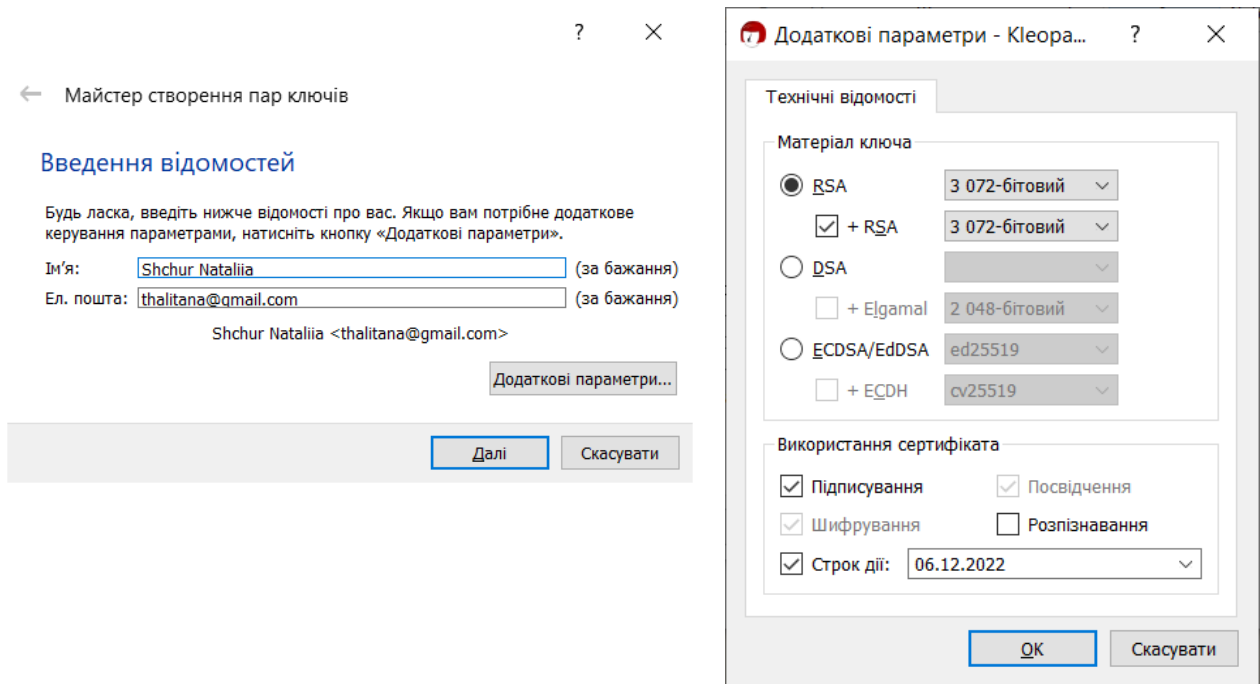 ?
Майстер створення пар ключів
Введення відомостей
Будь ласка, введіть нижче відомості про вас. Якщо вам потрібне додаткове
керування параметрами, натисніть кнопку «Додаткові параметри».
Ім’я: Shchur Nataliia (за бажання)
Ел. пошта: thalitana@gmail.com (за бажання)
Shchur Nataliia <thalitana@gmail.com>
Додаткові параметри...
Далі Скасувати
Додаткові параметри - Kleopa... ?
Технічні відомості
Матеріал ключа
RSA 3 072-бітовий
+ RSA 3 072-бітовий
DSA
+ Elgamal 2 048-бітовий
ECDSA/EdDSA ed25519
+ ECDH cv25519
Використання сертифіката
Підписування Посвідчення
Шифрування Розпізнавання
Строк дії: 06.12.2022
OK Скасувати